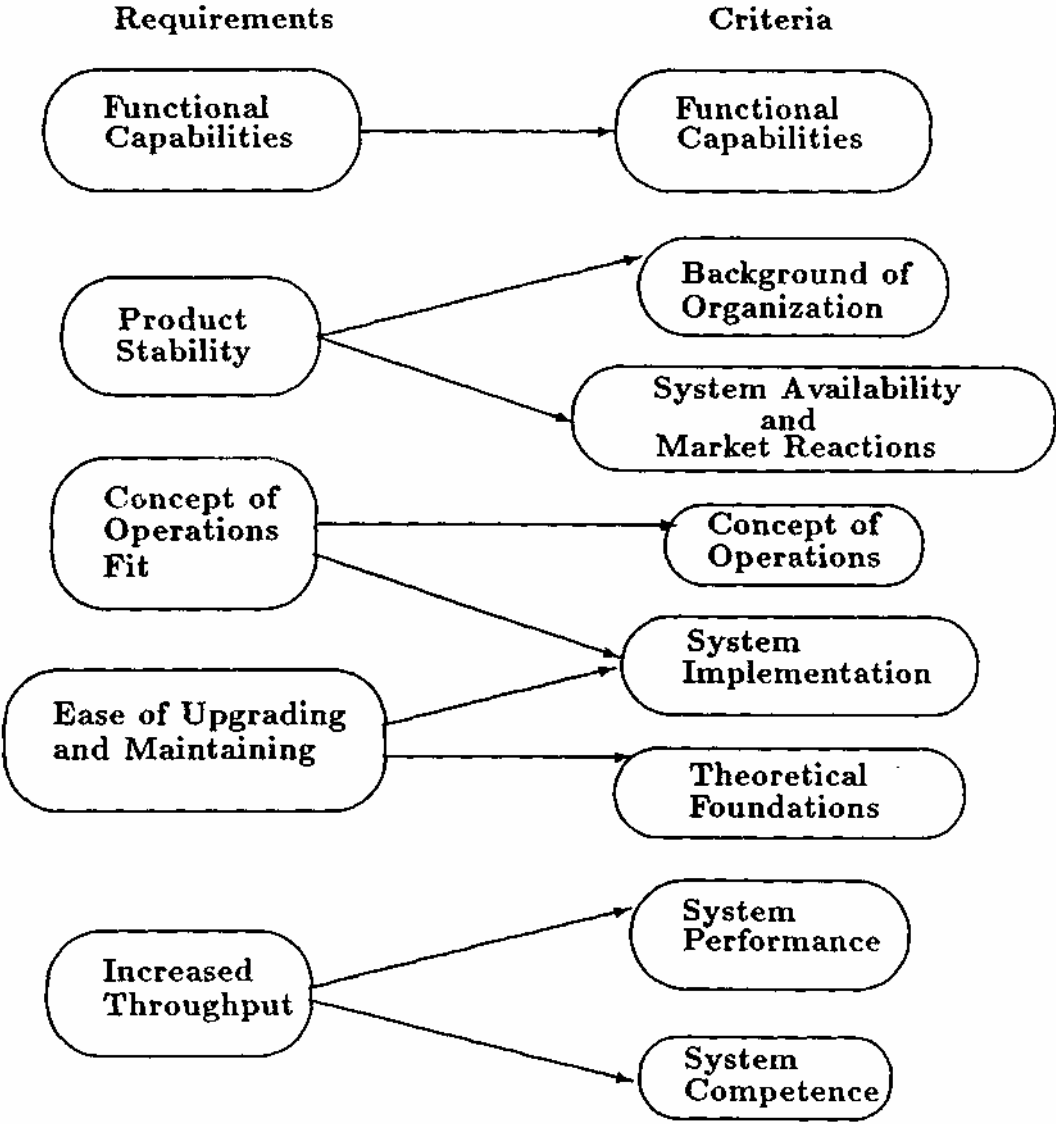 Requirements
Criteria
Functional
Capabilities
Functional
Capabilities
Product
Stability
Background of
Organization
System Availability
and
Market Reactions
Concept of
Operations
Fit
Concept of
Operations
System
Implementation
Ease of Upgrading
and Maintaining
Theoretical
Foundations
Increased
Throughput
System
Performance
System
Competence